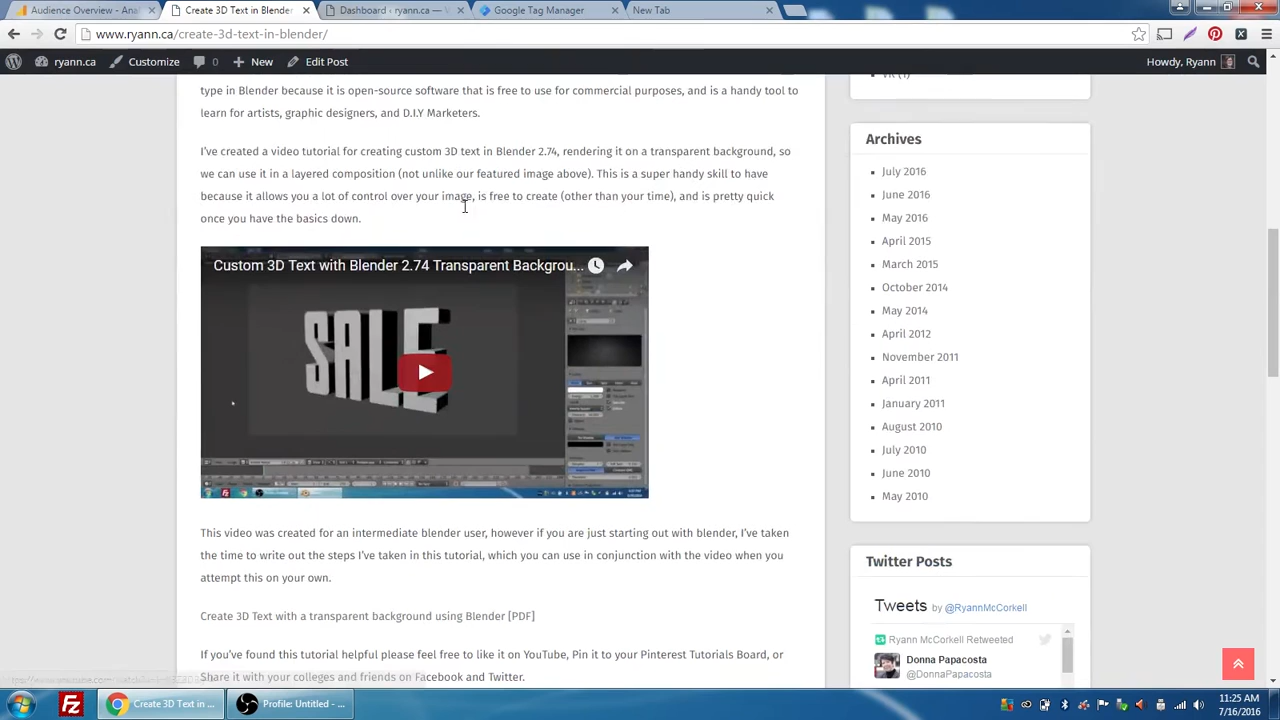 Audience Overview - Anal
Create 3D Text in Blender
Dashboard ‹ ryann.ca — W
Google Tag Manager
New Tab
www.ryann.ca/create-3d-text-in-blender/
ryann.ca
Customize
0
New
Edit Post
Howdy, Ryann
type in Blender because it is open-source software that is free to use for commercial purposes, and is a handy tool to
learn for artists, graphic designers, and D.I.Y Marketers.
I've created a video tutorial for creating custom 3D text in Blender 2.74, rendering it on a transparent background, so
we can use it in a layered composition (not unlike our featured image above). This is a super handy skill to have
because it allows you a lot of control over your image, is free to create (other than your time), and is pretty quick
once you have the basics down.
Custom 3D Text with Blender 2.74 Transparent Backgrou...
SALE
This video was created for an intermediate blender user, however if you are just starting out with blender, I've taken
the time to write out the steps I've taken in this tutorial, which you can use in conjunction with the video when you
attempt this on your own.
Create 3D Text with a transparent background using Blender [PDF]
If you've found this tutorial helpful please feel free to like it on YouTube, Pin it to your Pinterest Tutorials Board, or
Share it with your colleges and friends on Facebook and Twitter.
VR (1)
Archives
July 2016
June 2016
May 2016
April 2015
March 2015
October 2014
May 2014
April 2012
November 2011
April 2011
January 2011
August 2010
July 2010
June 2010
May 2010
Twitter Posts
Tweets by @RyannMcCorkell
Ryann McCorkell Retweeted
Donna Papacosta
@DonnaPapacosta
Create 3D Text in ...
Profile: Untitled - ...
11:25 AM
7/16/2016